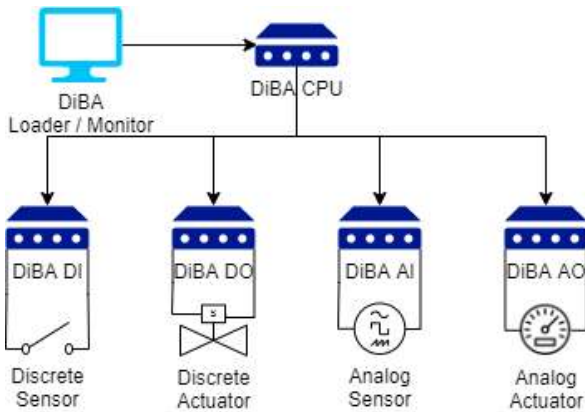 DiBA
Loader / Monitor
DiBA CPU
DiBA DI
DiBA DO
DiBA AI
DiBA AO
S
Discrete
Sensor
Discrete
Actuator
Analog
Sensor
Analog
Actuator